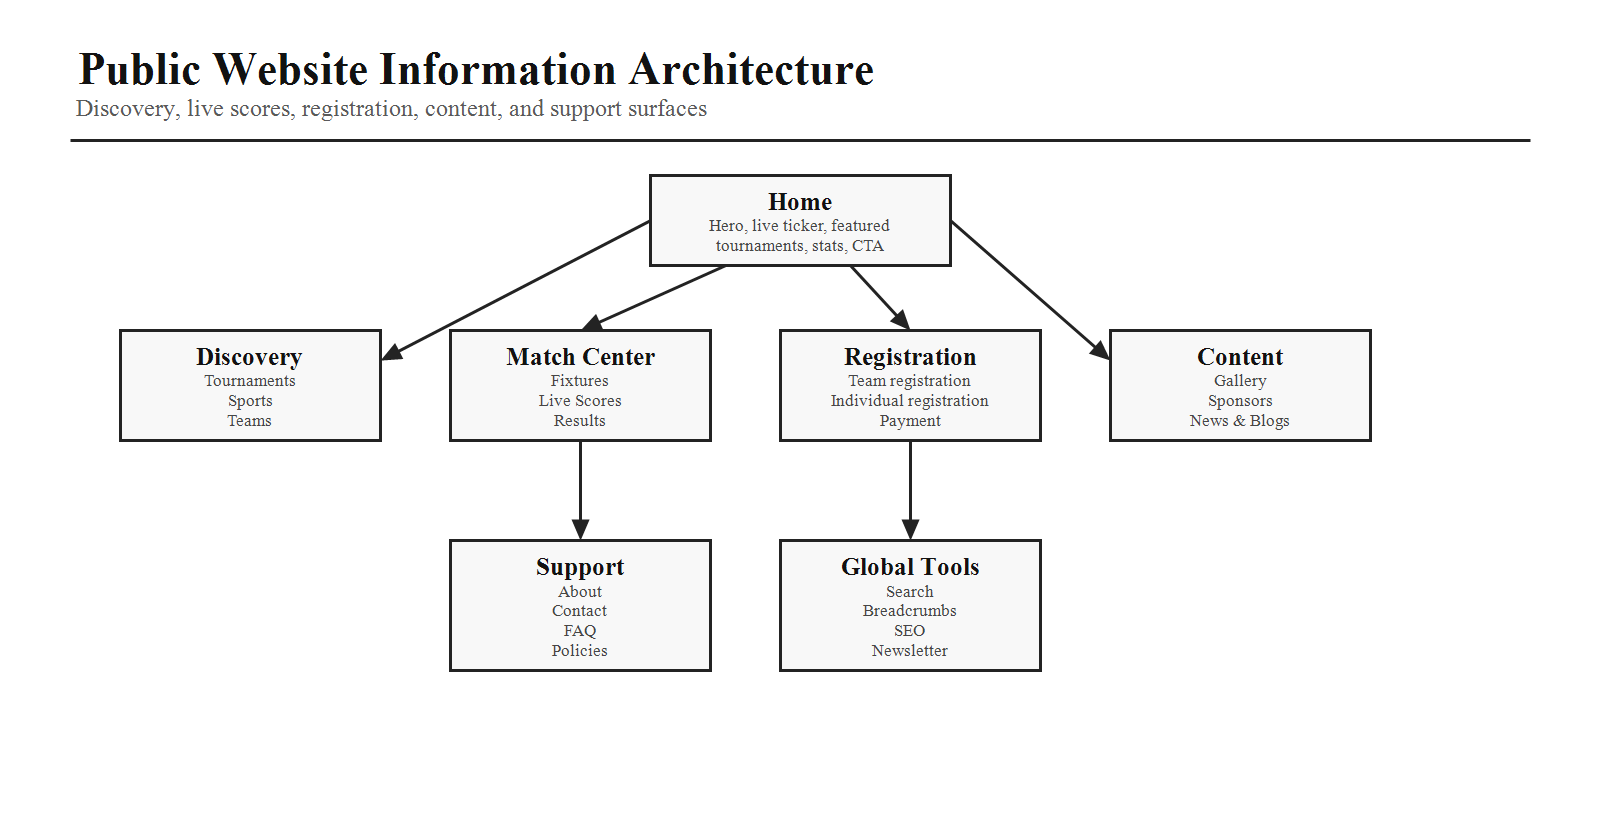 Public Website Information Architecture
Discovery, live scores, registration, content, and support surfaces
Home
Hero, live ticker, featured
tournaments, stats, CTA
Discovery
Tournaments
Sports
Teams
Match Center
Fixtures
Live Scores
Results
Registration
Team registration
Individual registration
Payment
Content
Gallery
Sponsors
News & Blogs
Support
About
Contact
FAQ
Policies
Global Tools
Search
Breadcrumbs
SEO
Newsletter